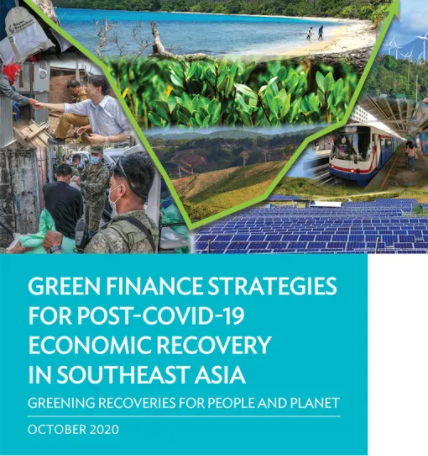 GREEN FINANCE STRATEGIES
FOR POST-COVID-19
ECONOMIC RECOVERY
IN SOUTHEAST ASIA
GREENING RECOVERIES FOR PEOPLE AND PLANET
OCTOBER 2020